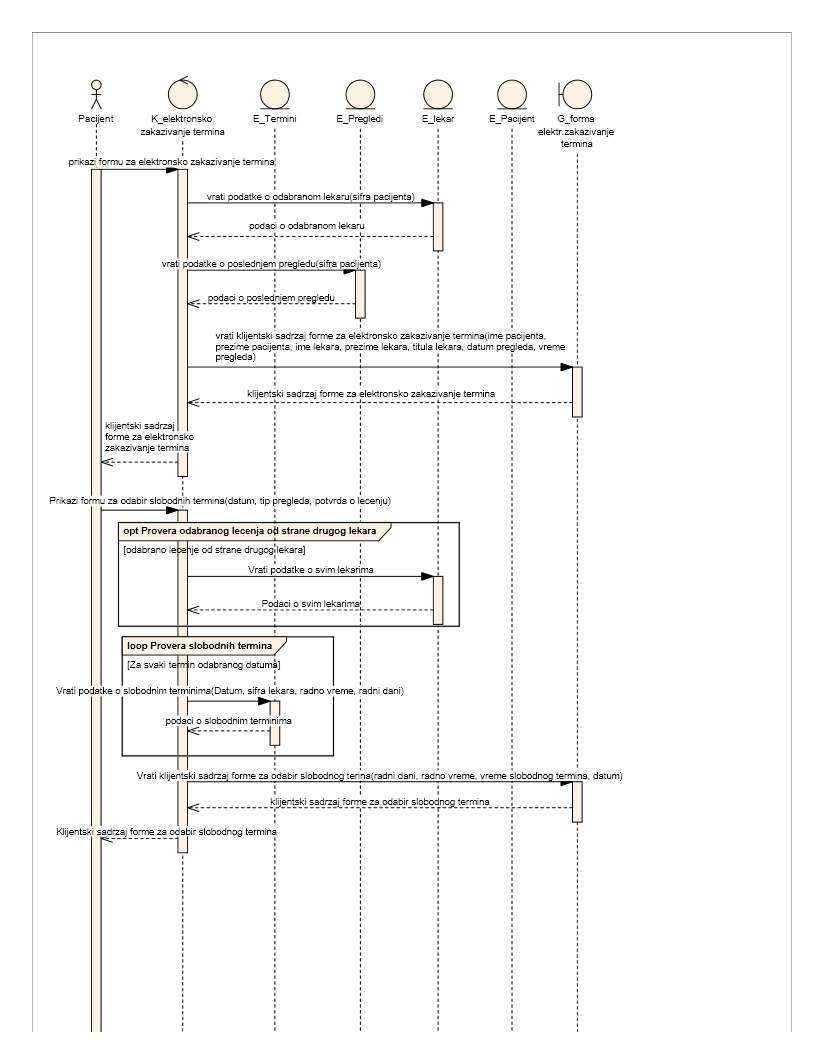 Pacijent
K_elektronsko
zakazivanje termina
E_Termini
E_Pregledi
E_lekar
E_Pacijent
G_forma
elektr.zakazivanje
termina
prikazi formu za elektronsko zakazivanje termina
vrati podatke o odabranom lekaru(sifra pacijenta)
podaci o odabranom lekaru
vrati podatke o poslednjem pregledu(sifra pacijenta)
podaci o poslednjem pregledu
vrati klijentski sadrzaj forme za elektronsko zakazivanje termina(ime pacijenta,
prezime pacijenta, ime lekara, prezime lekara, titula lekara, datum pregleda, vreme
pregleda)
klijentski sadrzaj forme za elektronsko zakazivanje termina
klijentski sadrzaj
forme za elektronsko
zakazivanje termina
Prikazi formu za odabir slobodnih termina(datum, tip pregleda, potvrda o lecenju)
opt Provera odabranog lecenja od strane drugog lekara
[odabrano lecenje od strane drugog lekara]
Vrati podatke o svim lekarima
Podaci o svim lekarima
loop Provera slobodnih termina
[Za svaki termin odabranog datuma]
Vrati podatke o slobodnim terminima(Datum, sifra lekara, radno vreme, radni dani)
podaci o slobodnim terminima
Vrati klijentski sadrzaj forme za odabir slobodnog terina(radni dani, radno vreme, vreme slobodnog termina, datum)
klijentski sadrzaj forme za odabir slobodnog termina
Klijentski sadrzaj forme za odabir slobodnog termina